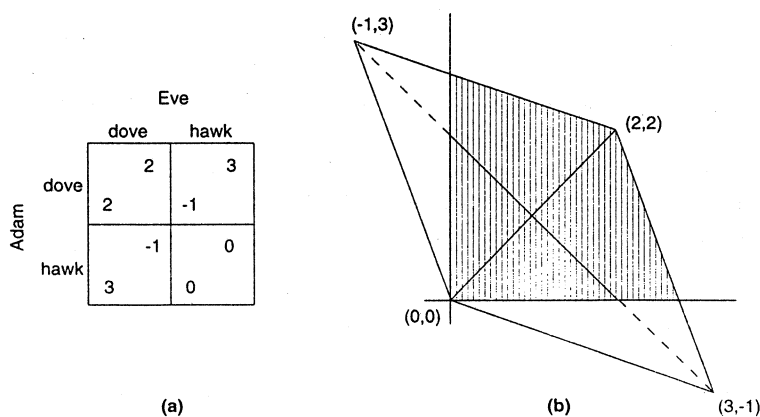 (-1,3)
Eve
dove hawk
(2,2)
Adam
dove
2 3
2 -1
hawk
-1 0
3 0
(0,0)
(a)
(b)
(3,-1)